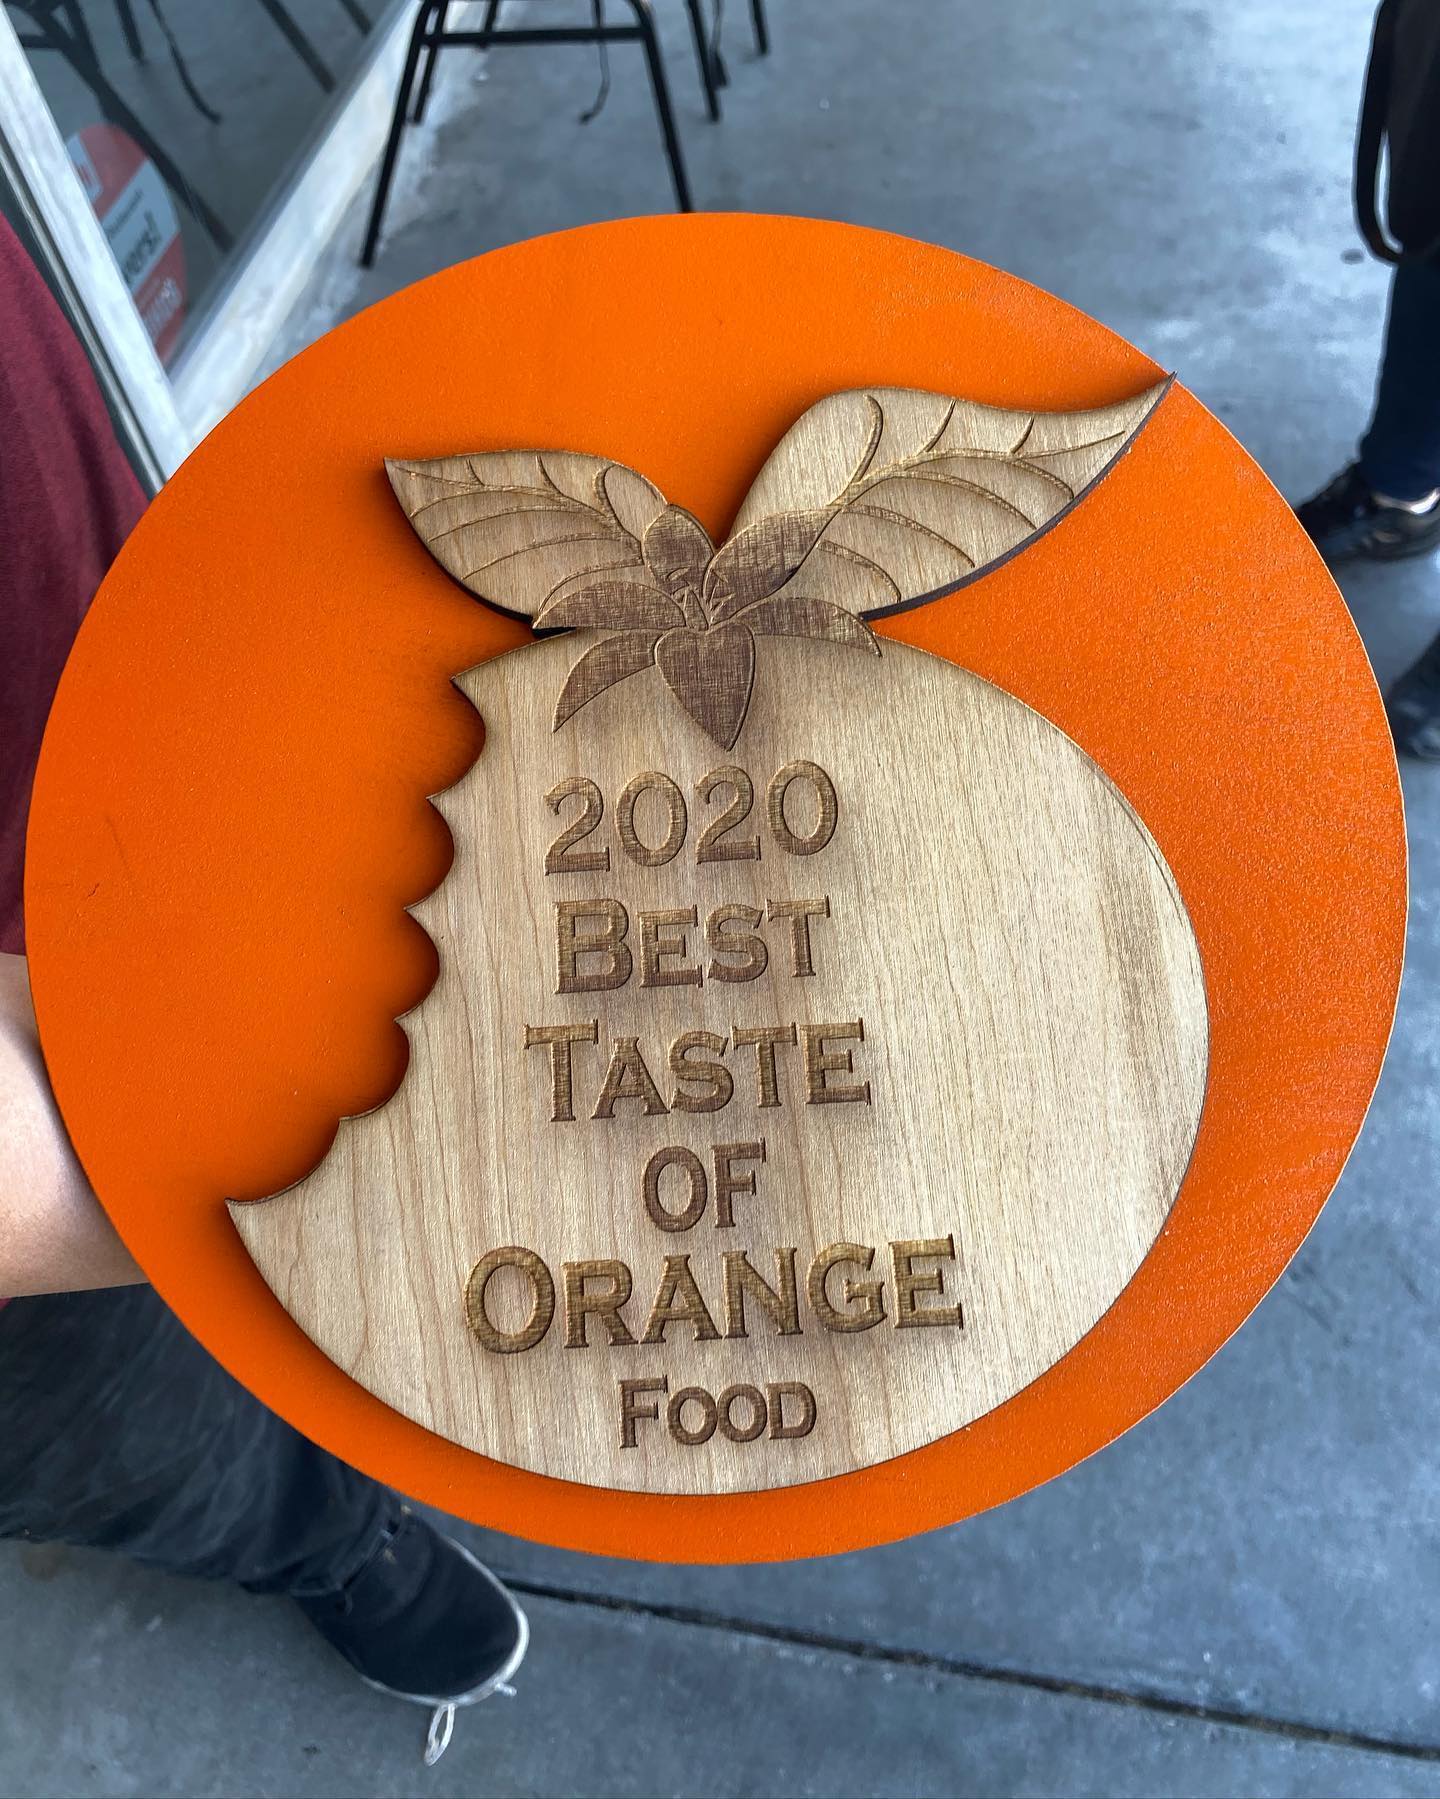 2020
BEST
TASTE
OF
ORANGE
FOOD